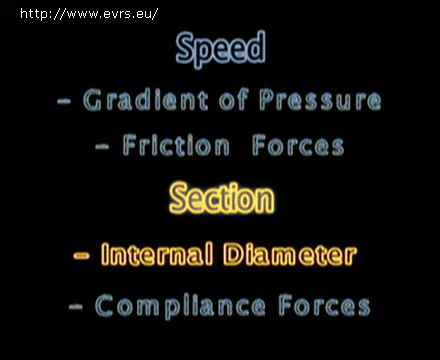 http://www.evrs.eu/
Speed
- Gradient of Pressure
- Friction Forces
Section
- Internal Diameter
- Compliance Forces